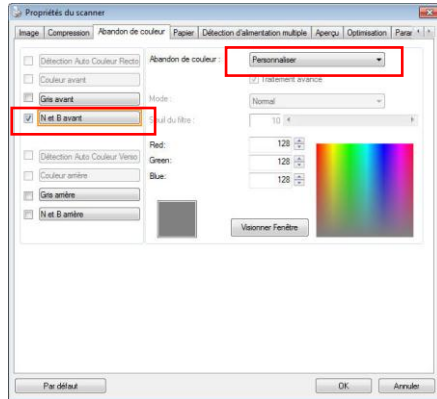 Propriétés du scanner
Image Compression Abandon de couleur Papier Détection d'alimentation multiple Aperçu Optimisation Para
Détection Auto Couleur Recto
Couleur avant
Gris avant
N et B avant
Détection Auto Couleur Verso
Couleur arrière
Gris arrière
N et B arrière
Abandon de couleur : Personnaliser
Traitement avancé
Mode : Normal
Seuil du filtre : 10
Red: 128
Green: 128
Blue: 128
Visionner Fenêtre
Par défaut OK Annuler